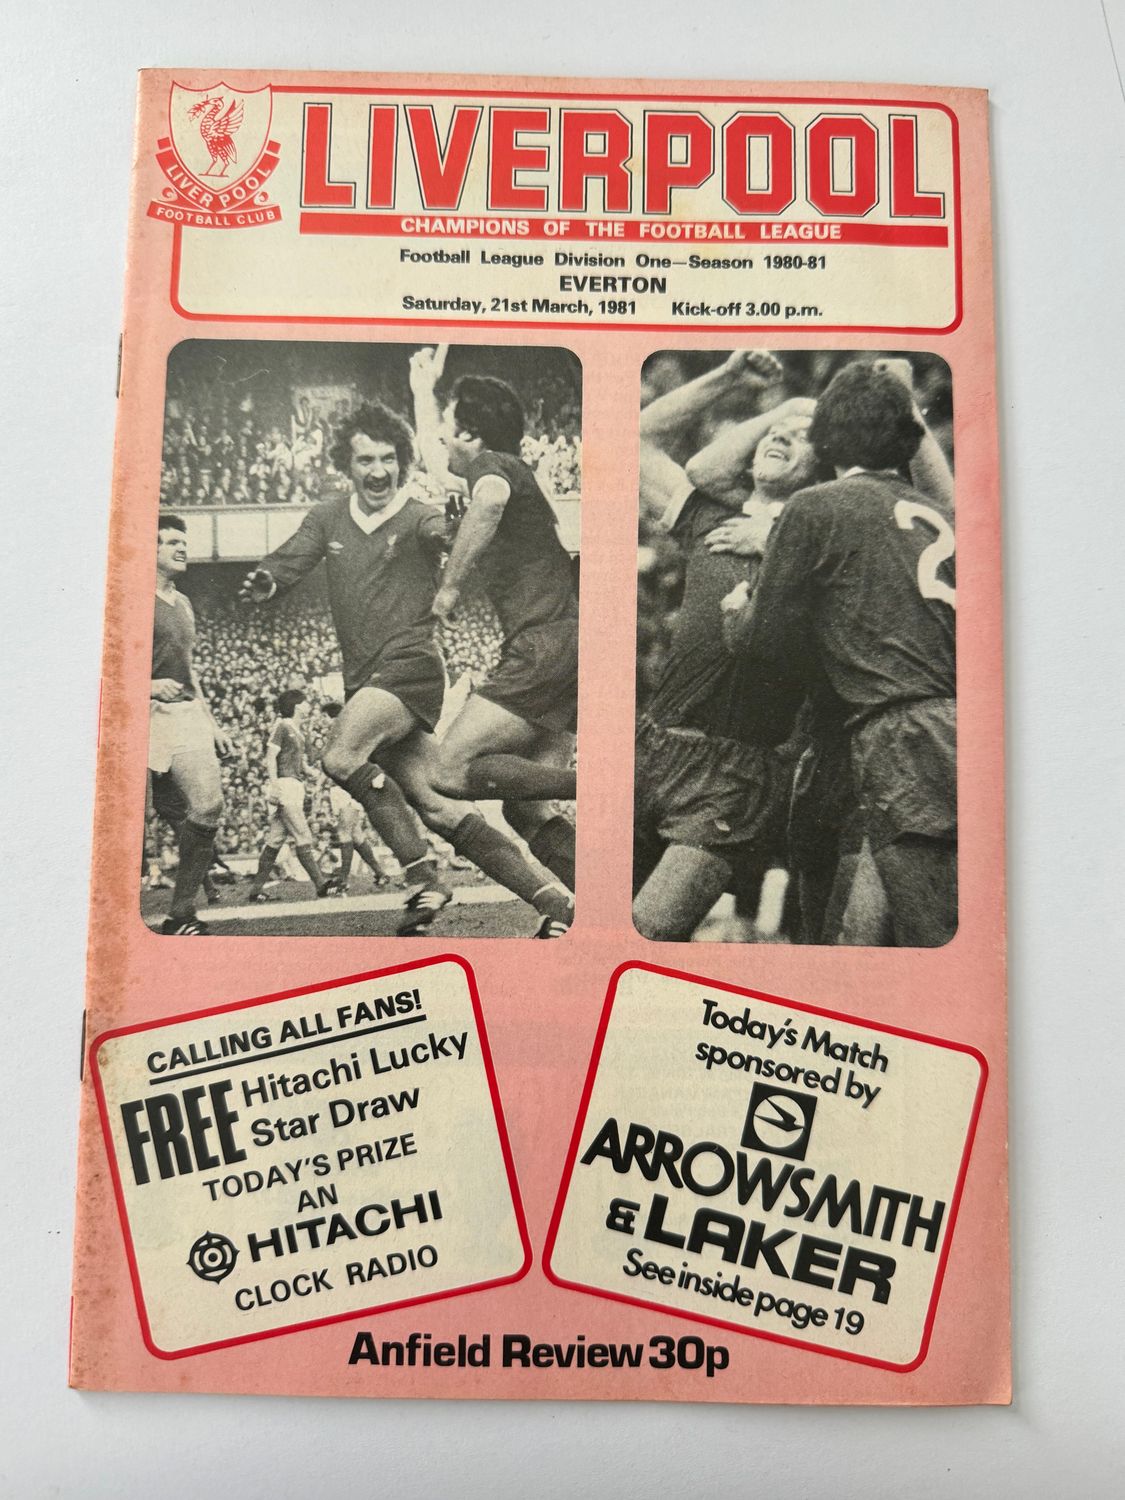 LIVERPOOL
FOOTBALL CLUB
LIVERPOOL
CHAMPIONS OF THE FOOTBALL LEAGUE
Football League Division One—Season 1980-81
EVERTON
Saturday, 21st March, 1981 Kick-off 3.00 p.m.
2
CALLING ALL FANS!
FREE Hitachi Lucky
Star Draw
TODAY'S PRIZE
AN
HITACHI
CLOCK RADIO
Today's Match
sponsored by
ARROWSMITH
& LAKER
See inside page 19
Anfield Review 30p